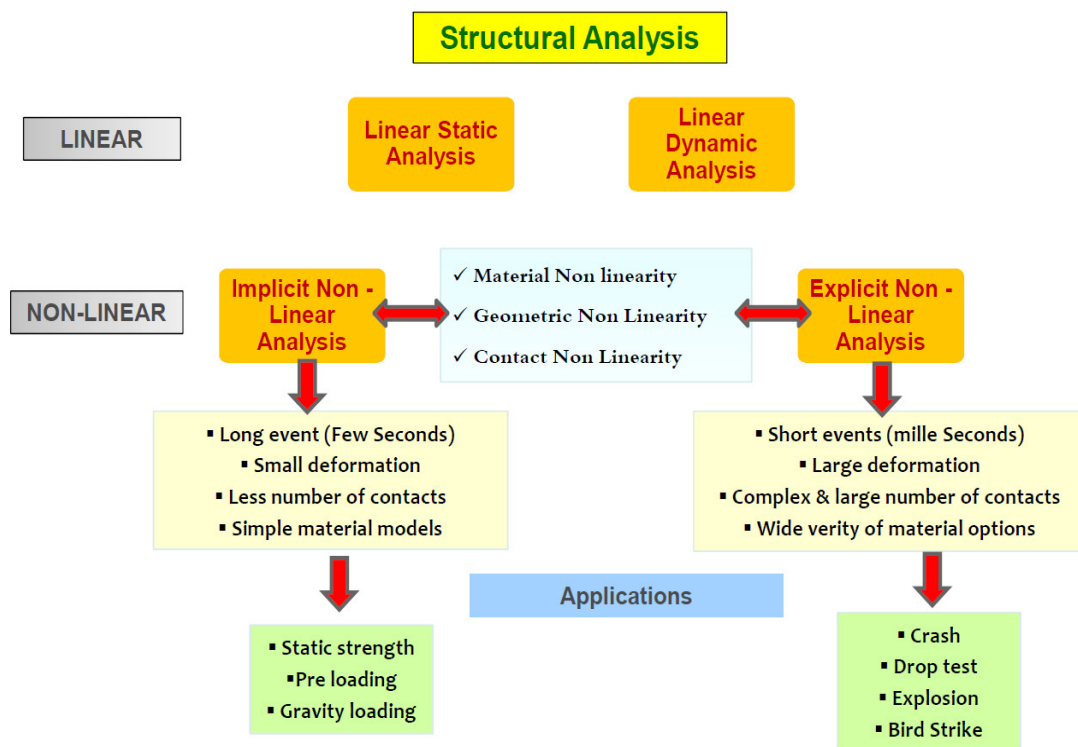 Structural Analysis
LINEAR
Linear Static
Analysis
Linear
Dynamic
Analysis
NON-LINEAR
Implicit Non -
Linear
Analysis
✓ Material Non linearity
✓ Geometric Non Linearity
✓ Contact Non Linearity
Explicit Non -
Linear
Analysis
▪ Long event (Few Seconds)
▪ Small deformation
▪ Less number of contacts
▪ Simple material models
▪ Short events (mille Seconds)
▪ Large deformation
▪ Complex & large number of contacts
▪ Wide verity of material options
Applications
▪ Static strength
▪ Pre loading
▪ Gravity loading
▪ Crash
▪ Drop test
▪ Explosion
▪ Bird Strike